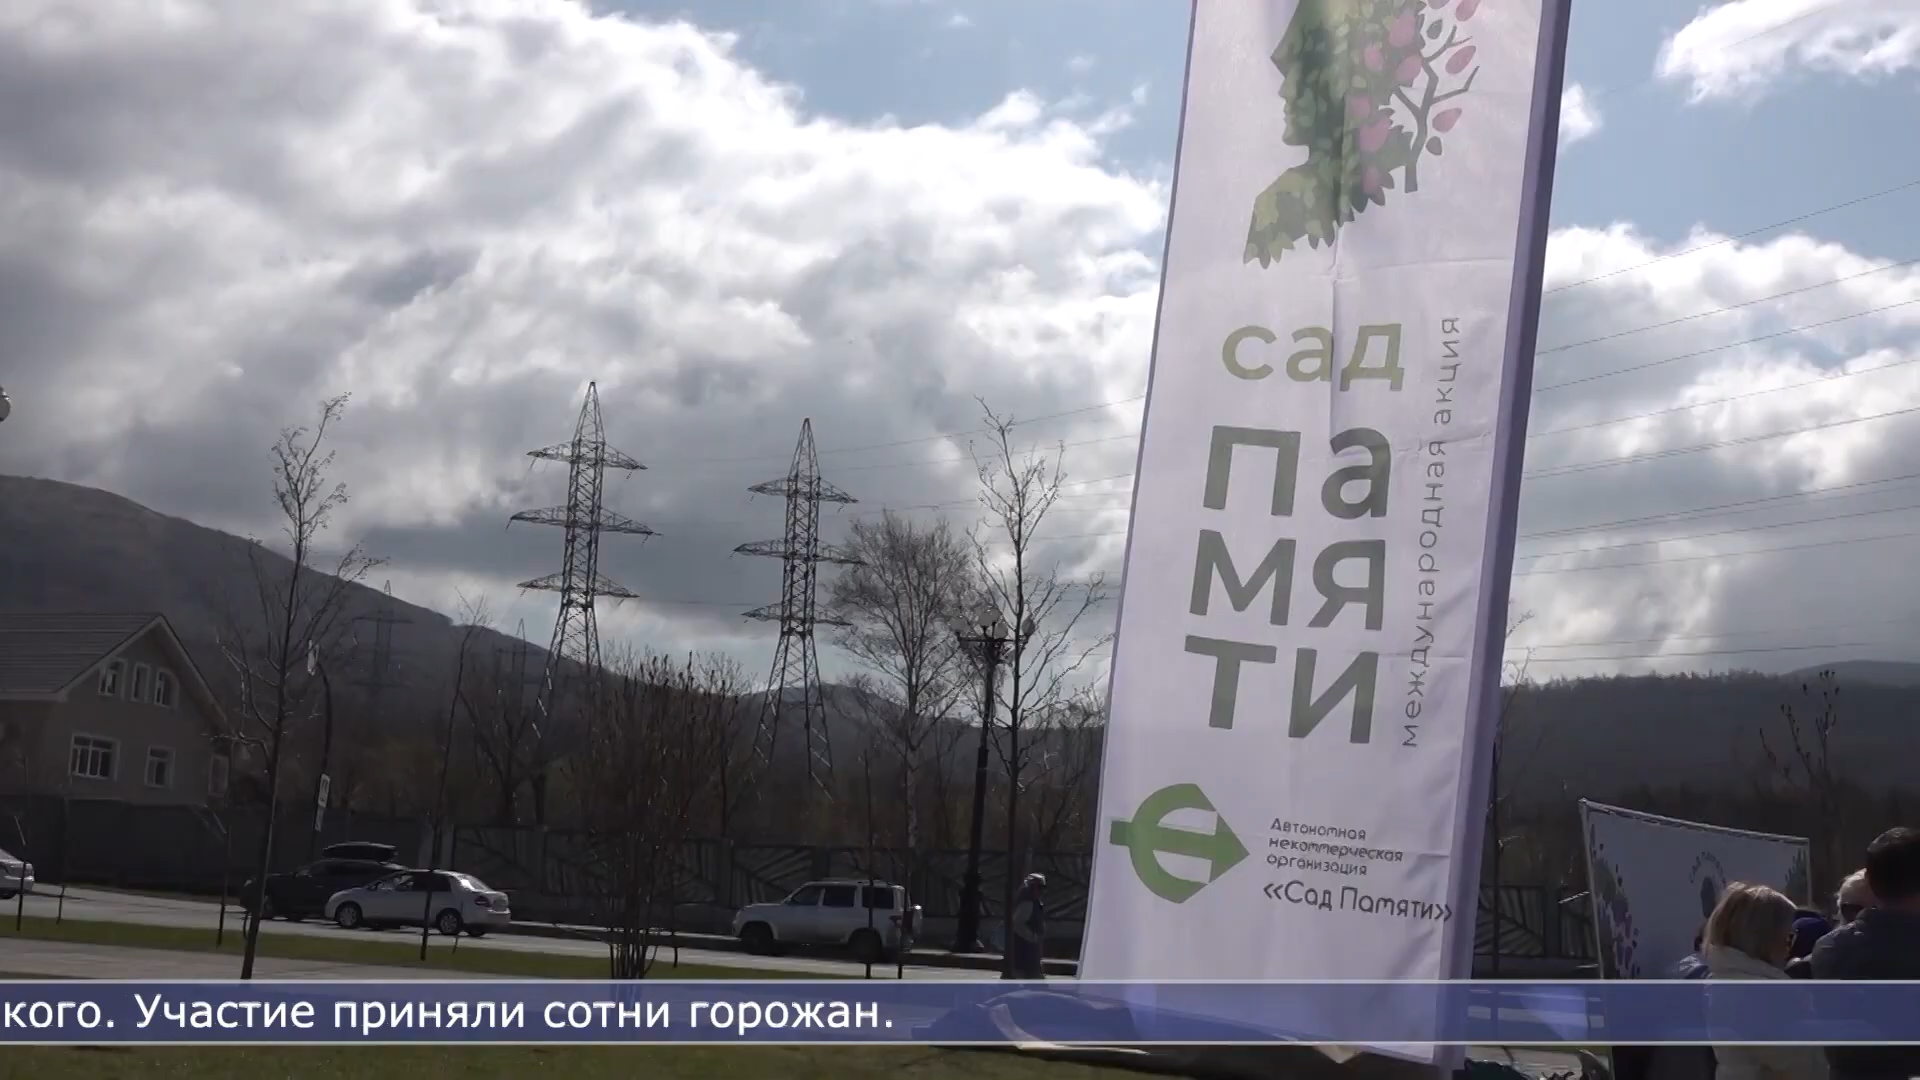 сад
па
мя
ти
международная акция
Автономная
некоммерческая
организация
«Сад Памяти»
кого. Участие приняли сотни горожан.